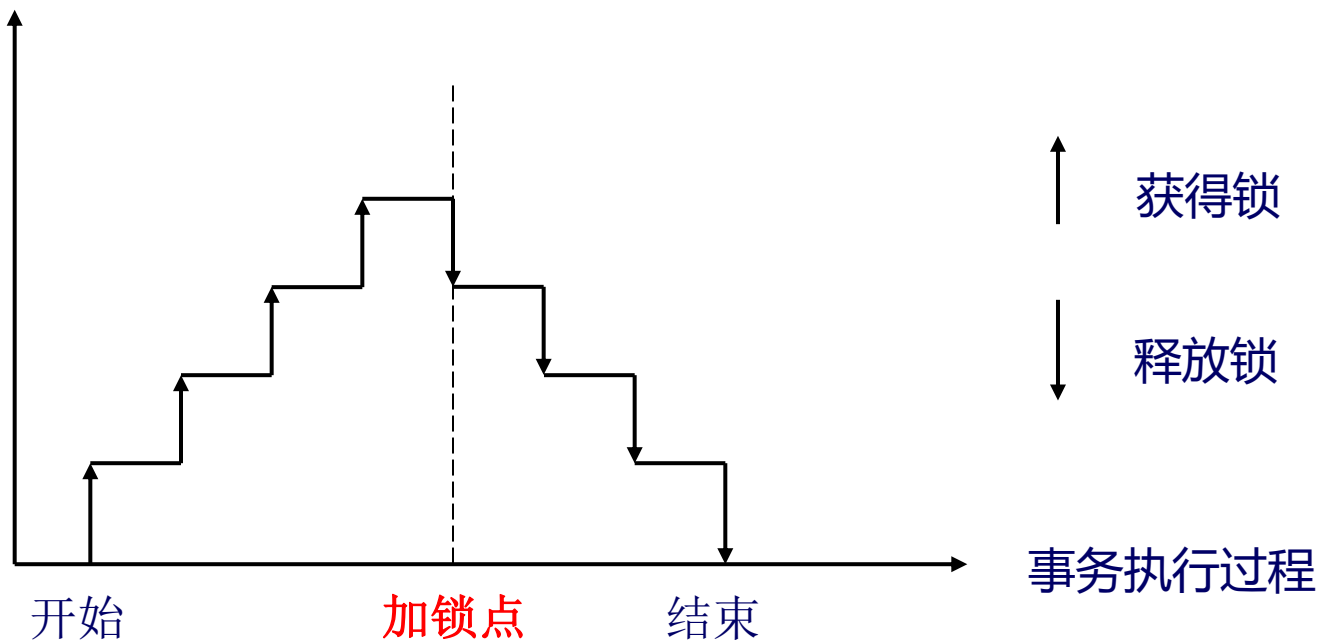 获得锁
释放锁
事务执行过程
开始
加锁点
结束